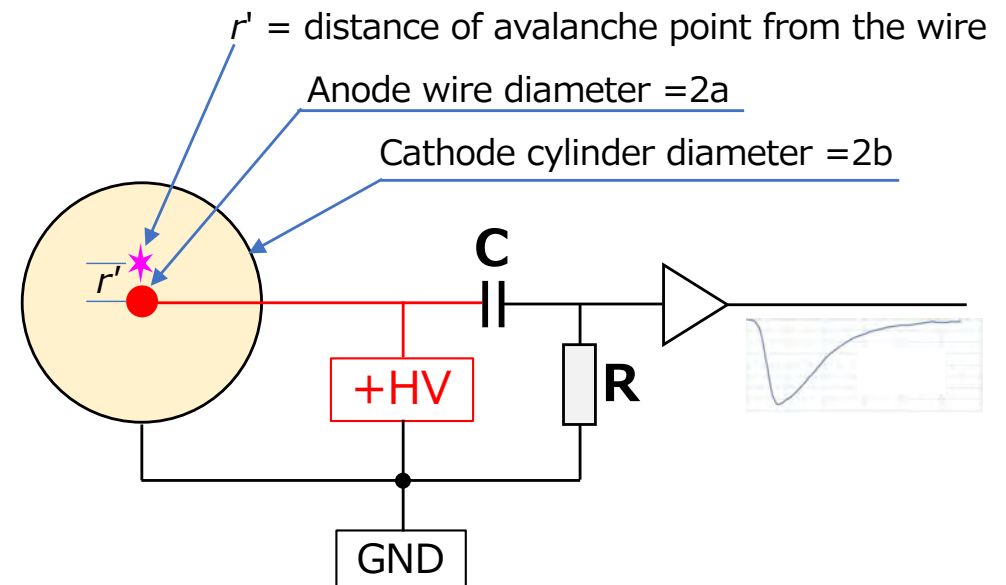 r' = distance of avalanche point from the wire
Anode wire diameter =2a
Cathode cylinder diameter =2b
C
r'
+HV
R
GND